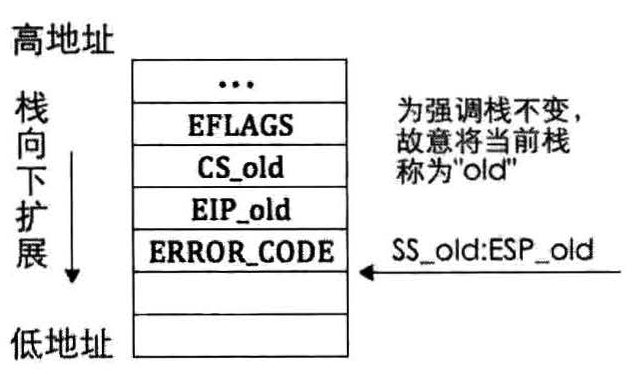 高地址
栈向下扩展
...
EFLAGS
CS_old
EIP_old
ERROR_CODE
为强调栈不变，
故意将当前栈
称为"old"
SS_old:ESP_old
低地址